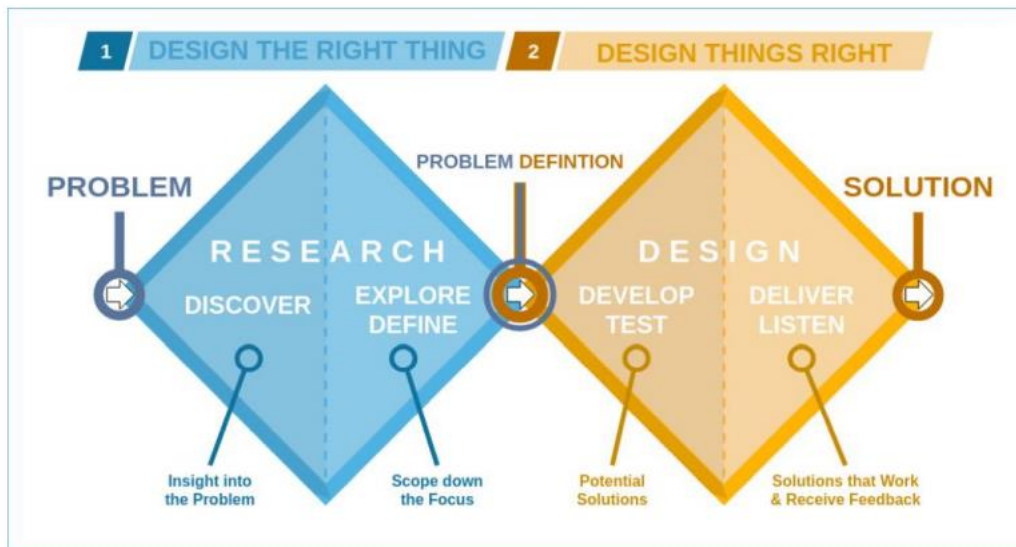 1 DESIGN THE RIGHT THING
2 DESIGN THINGS RIGHT
PROBLEM
PROBLEM DEFINTION
SOLUTION
RESEARCH
DISCOVER
EXPLORE
DEFINE
DESIGN
DEVELOP
TEST
DELIVER
LISTEN
Insight into
the Problem
Scope down
the Focus
Potential
Solutions
Solutions that Work
& Receive Feedback